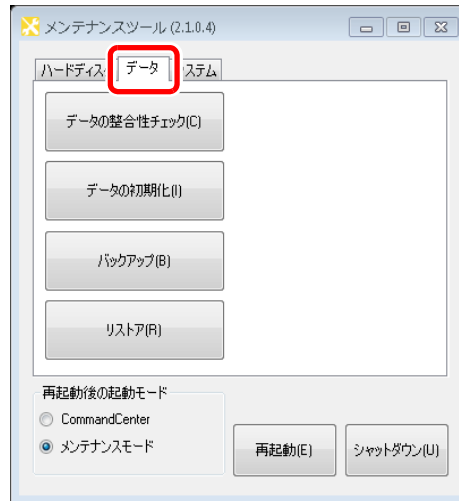 メンテナンスツール (2.1.0.4)
ハードディス データ ステム
データの整合性チェック(C)
データの初期化(I)
バックアップ(B)
リストア(R)
再起動後の起動モード
CommandCenter
メンテナンスモード
再起動(E) シャットダウン(U)